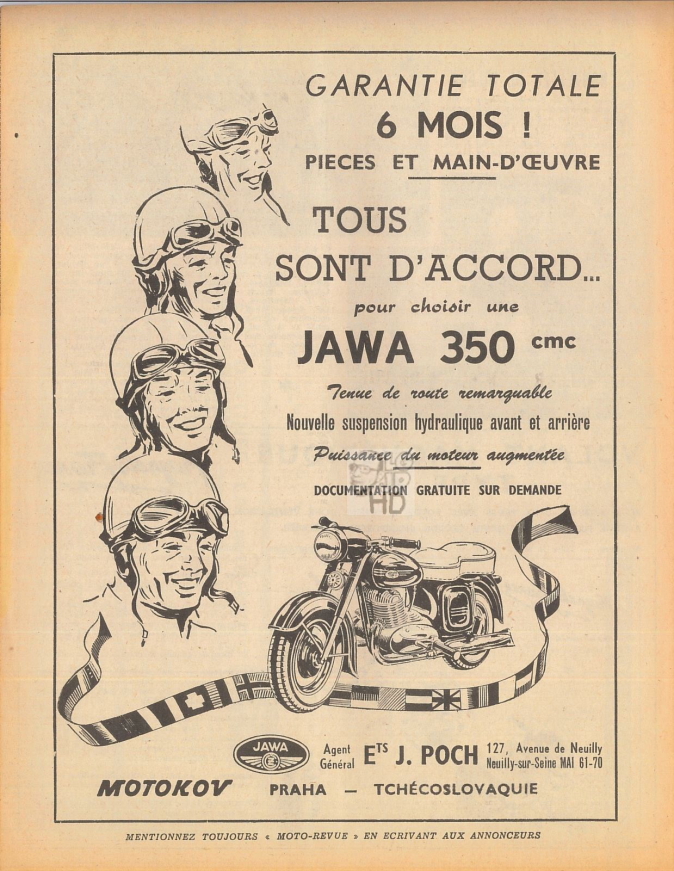 GARANTIE TOTALE
6 MOIS !
PIECES ET MAIN-D'ŒUVRE
TOUS
SONT D'ACCORD...
pour choisir une
JAWA 350 cmc
Tenue de route remarquable
Nouvelle suspension hydraulique avant et arrière
Puissance du moteur augmentée
DOCUMENTATION GRATUITE SUR DEMANDE
HD
JAWA
Agent Général ETS J. POCH 127, Avenue de Neuilly
Neuilly-sur-Seine MAI 61-70
MOTOKOV PRAHA — TCHÉCOSLOVAQUIE
MENTIONNEZ TOUJOURS « MOTO-REVUE » EN ECRIVANT AUX ANNONCEURS